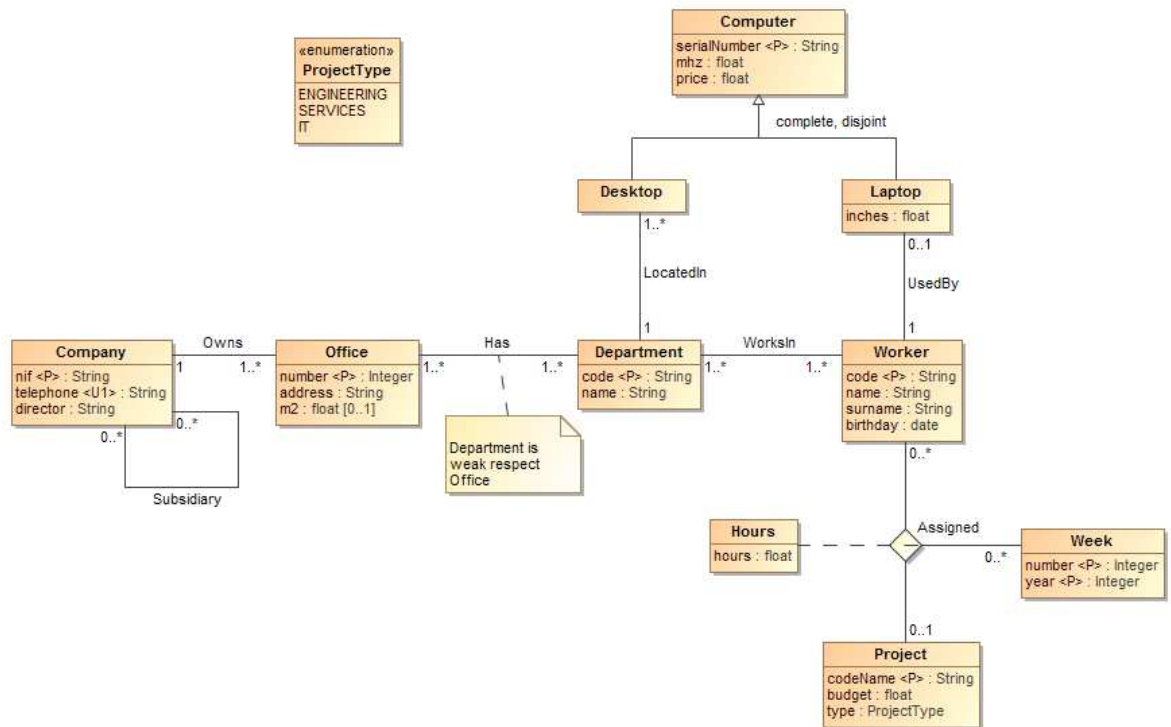 Computer
serialNumber <P> : String
mhz : float
price : float
«enumeration»
ProjectType
ENGINEERING
SERVICES
IT
complete, disjoint
Desktop
Laptop
inches : float
1..*
0..1
LocatedIn
UsedBy
1
1
Company
nif <P> : String
telephone <U1> : String
director : String
Owns
1
1..*
Office
number <P> : Integer
address : String
m2 : float [0..1]
Has
1..*
1..*
Department
code <P> : String
name : String
WorksIn
1..*
1..*
Worker
code <P> : String
name : String
surname : String
birthday : date
0..*
0..*
Subsidiary
Department is
weak respect
Office
0..*
Assigned
Hours
hours : float
0..*
Week
number <P> : Integer
year <P> : Integer
0..1
Project
codeName <P> : String
budget : float
type : ProjectType